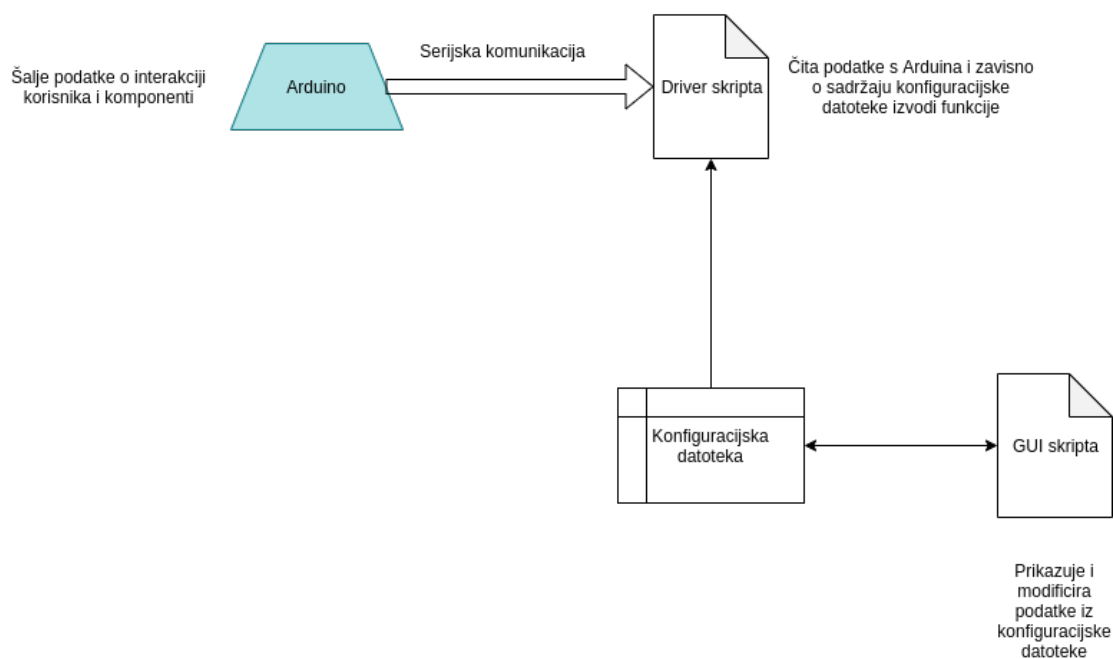 Šalje podatke o interakciji
korisnika i komponenti
Arduino
Serijska komunikacija
Driver skripta
Čita podatke s Arduina i zavisno
o sadržaju konfiguracijske
datoteke izvodi funkcije
Konfiguracijska
datoteka
GUI skripta
Prikazuje i
modificira
podatke iz
konfiguracijske
datoteke